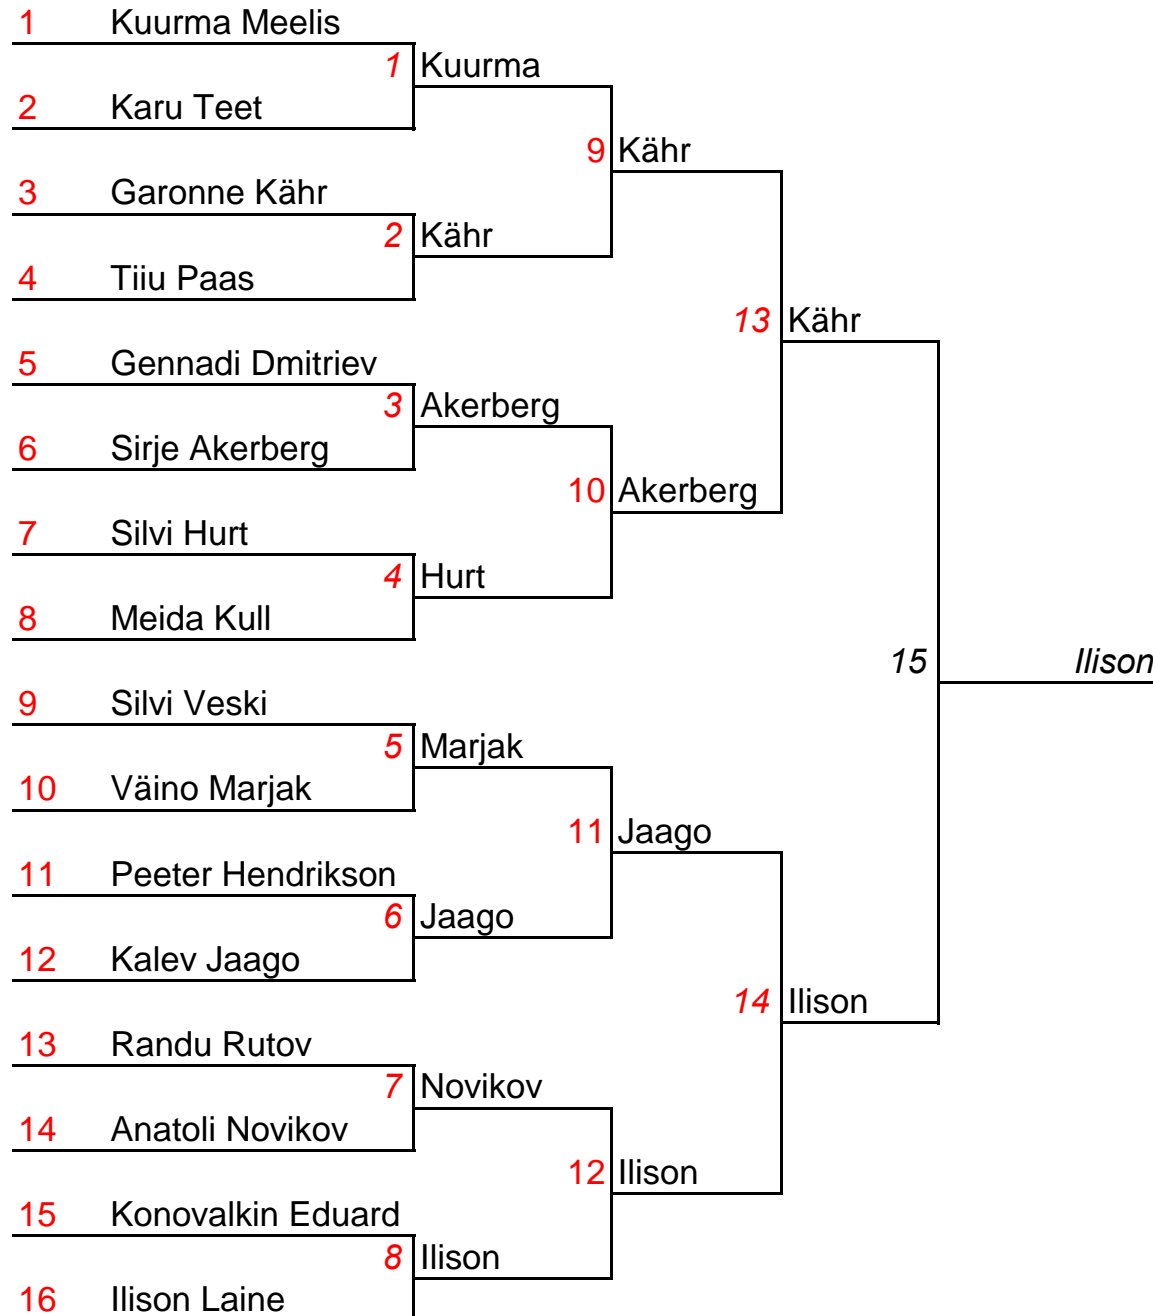 1 Kuurma Meelis
1 Kuurma
2 Karu Teet
9 Kähr
3 Garonne Kähr
2 Kähr
4 Tiiu Paas
13 Kähr
5 Gennadi Dmitriev
3 Akerberg
6 Sirje Akerberg
10 Akerberg
7 Silvi Hurt
4 Hurt
8 Meida Kull
15 Ilison
9 Silvi Veski
5 Marjak
10 Väino Marjak
11 Jaago
11 Peeter Hendrikson
6 Jaago
12 Kalev Jaago
14 Ilison
13 Randu Rutov
7 Novikov
14 Anatoli Novikov
12 Ilison
15 Konovalkin Eduard
8 Ilison
16 Ilison Laine